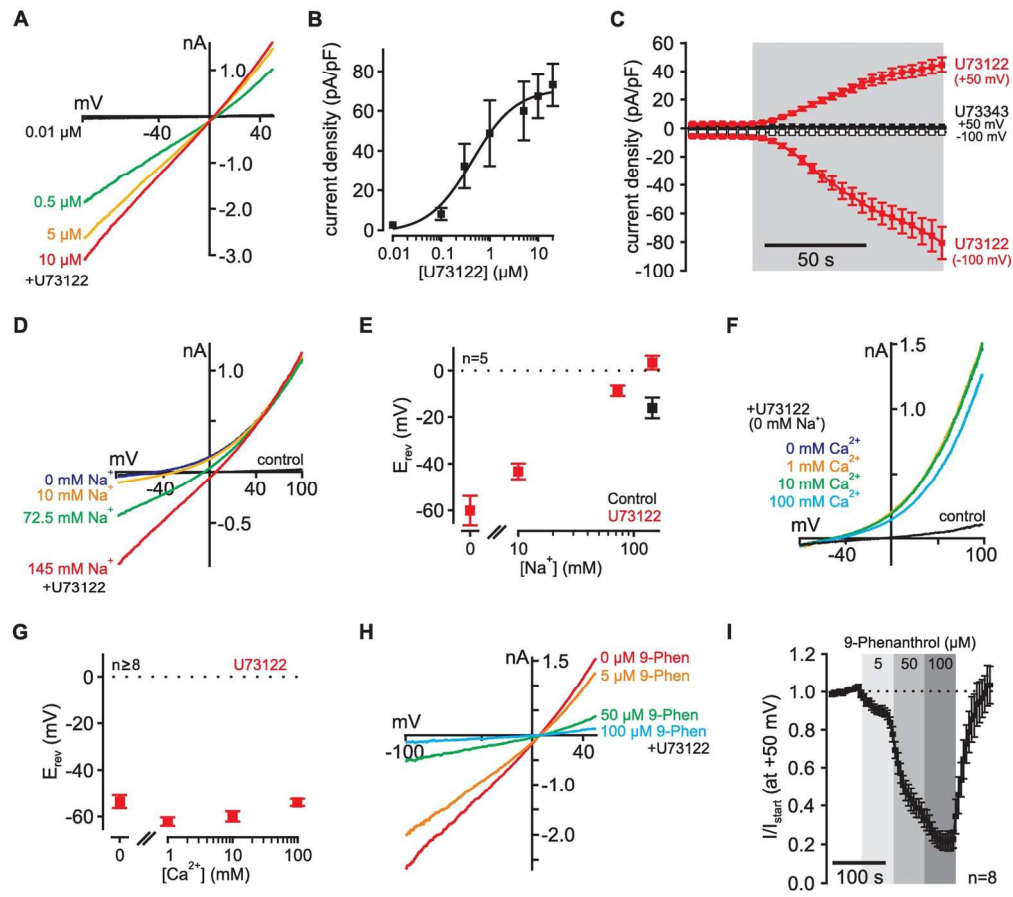 A
nA
1.0
mV
0.01 µM
-40
40
-1.0
0.5 µM
-2.0
5 µM
10 µM
-3.0
+U73122
B
current density (pA/pF)
80
60
40
20
0
0.01
0.1
1
10
[U73122] (µM)
C
current density (pA/pF)
60
40
20
0
-20
-40
-60
-80
-100
U73122
(+50 mV)
U73343
+50 mV
-100 mV
U73122
(-100 mV)
50 s
D
nA
1.0
mV
control
0 mM Na+
-40
40
100
10 mM Na+
72.5 mM Na+
-0.5
145 mM Na+
+U73122
E
n=5
Erev (mV)
0
-20
-40
-60
Control
U73122
0
10
100
[Na+] (mM)
F
nA
1.5
+U73122
(0 mM Na+)
1.0
0 mM Ca2+
1 mM Ca2+
10 mM Ca2+
100 mM Ca2+
control
mV
-40
100
G
n≥8
U73122
Erev (mV)
0
-20
-40
-60
0
1
10
100
[Ca2+] (mM)
H
nA
1.5
0 µM 9-Phen
5 µM 9-Phen
mV
50 µM 9-Phen
100 µM 9-Phen
-100
40
+U73122
-1.0
-2.0
I
9-Phenanthrol (µM)
5
50
100
I/Istart (at +50 mV)
1.2
1.0
0.8
0.6
0.4
0.2
0.0
100 s
n=8